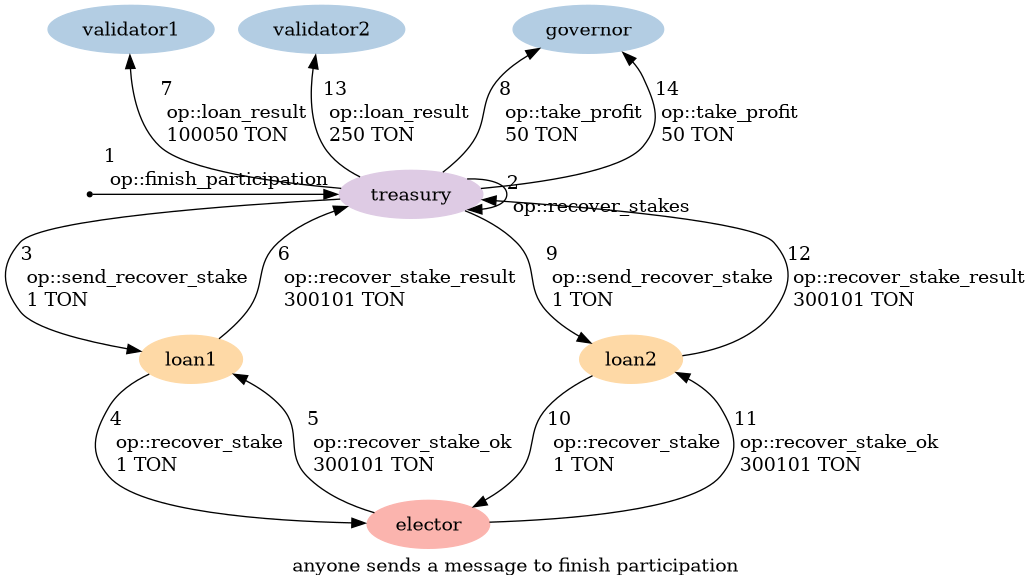 validator1
validator2
governor
7
op::loan_result
100050 TON
13
op::loan_result
250 TON
8
op::take_profit
50 TON
14
op::take_profit
50 TON
1
op::finish_participation
treasury
2
op::recover_stakes
3
op::send_recover_stake
1 TON
6
op::recover_stake_result
300101 TON
9
op::send_recover_stake
1 TON
12
op::recover_stake_result
300101 TON
loan1
loan2
4
op::recover_stake
1 TON
5
op::recover_stake_ok
300101 TON
10
op::recover_stake
1 TON
11
op::recover_stake_ok
300101 TON
elector
anyone sends a message to finish participation